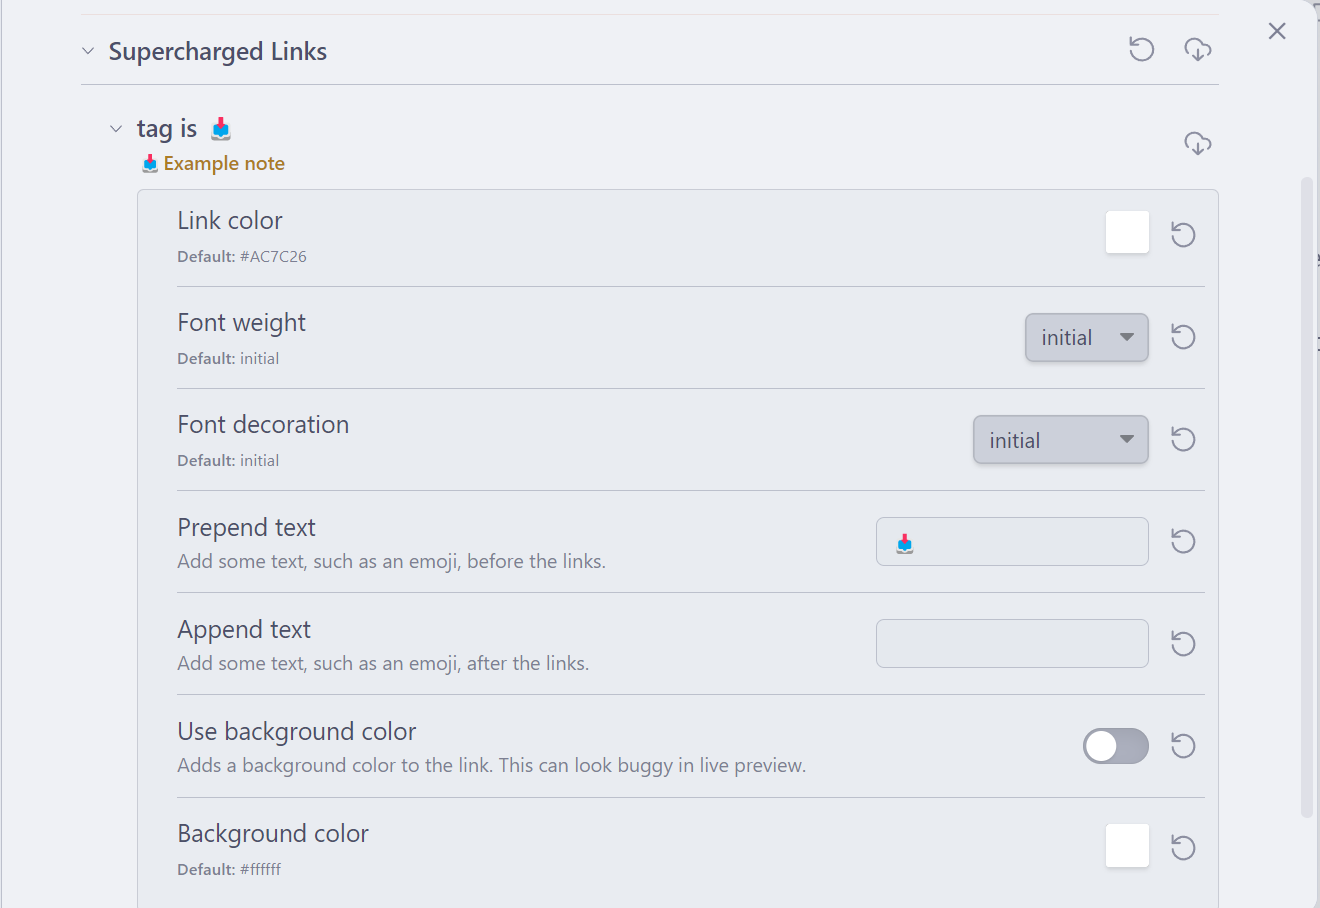 Supercharged Links
tag is 📥
📥 Example note
Link color
Default: #AC7C26
Font weight
Default: initial
initial
Font decoration
Default: initial
initial
Prepend text
Add some text, such as an emoji, before the links.
📥
Append text
Add some text, such as an emoji, after the links.
Use background color
Adds a background color to the link. This can look buggy in live preview.
Background color
Default: #ffffff